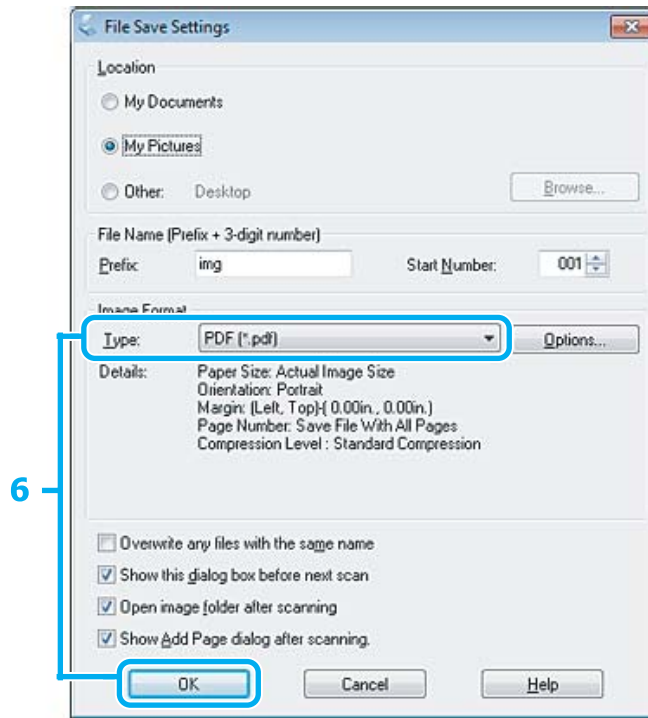 File Save Settings
Location
My Documents
My Pictures
Other: Desktop Browse...
File Name (Prefix + 3-digit number)
Prefix img Start Number: 001
Image Format
Type: PDF (*.pdf) Options...
Details: Paper Size: Actual Image Size
Orientation: Portrait
Margin: (Left, Top)-( 0.00in., 0.00in.)
Page Number: Save File With All Pages
Compression Level : Standard Compression
6
Overwrite any files with the same name
Show this dialog box before next scan
Open image folder after scanning
Show Add Page dialog after scanning.
OK Cancel Help